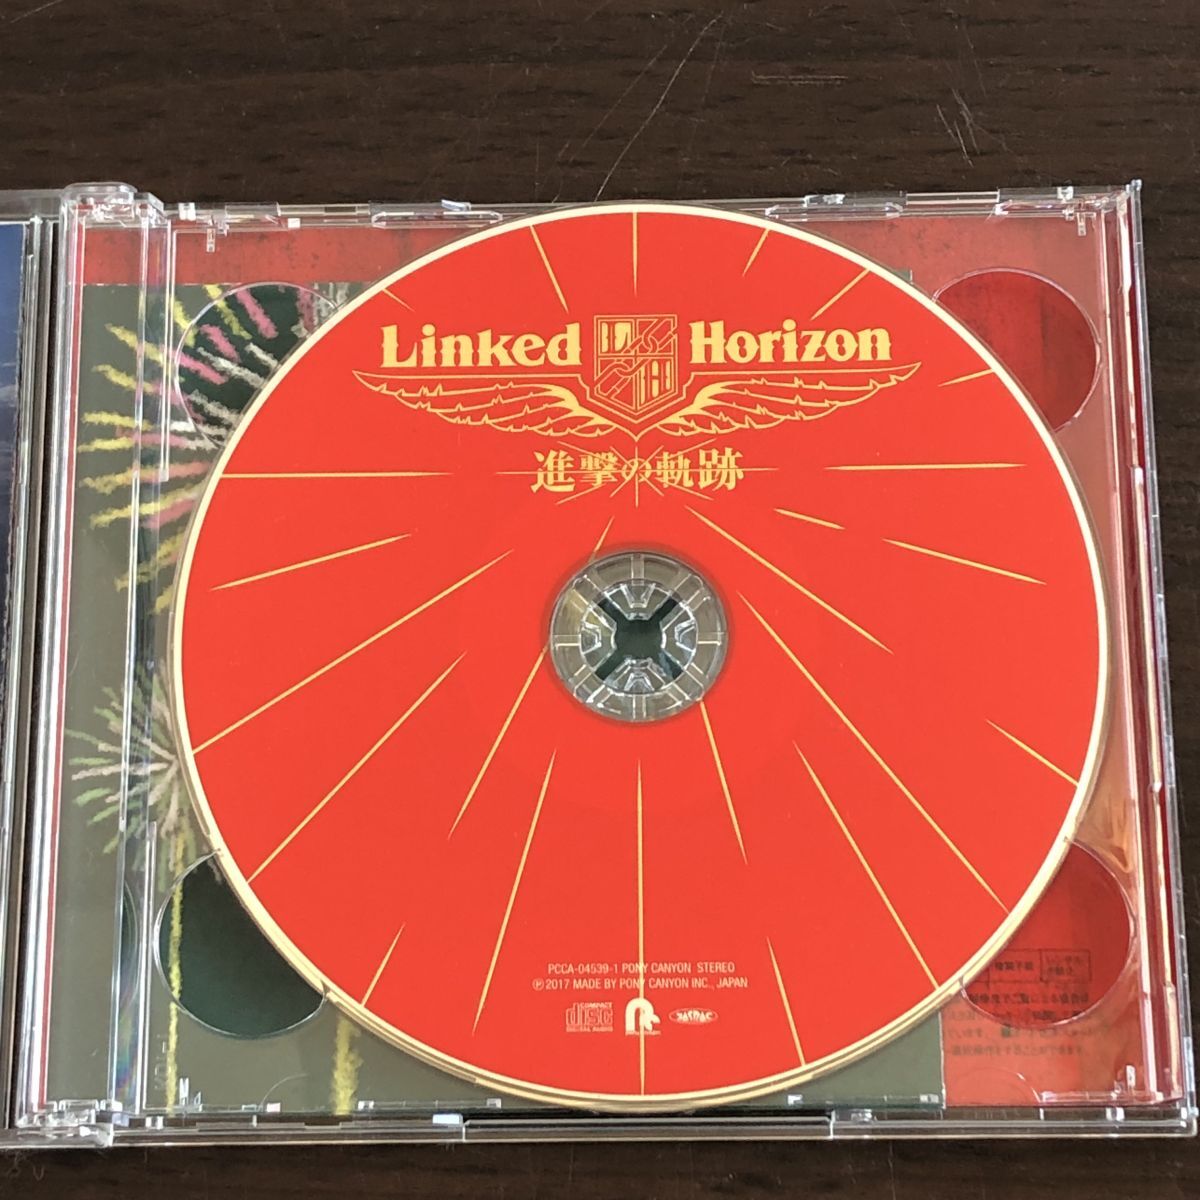 Linked Horizon
進撃の軌跡
PCCA-04539-1 PONY CANYON STEREO
Ⓟ2017 MADE BY PONY CANYON INC., JAPAN
COMPACT
disc
DIGITAL AUDIO
JASRAC